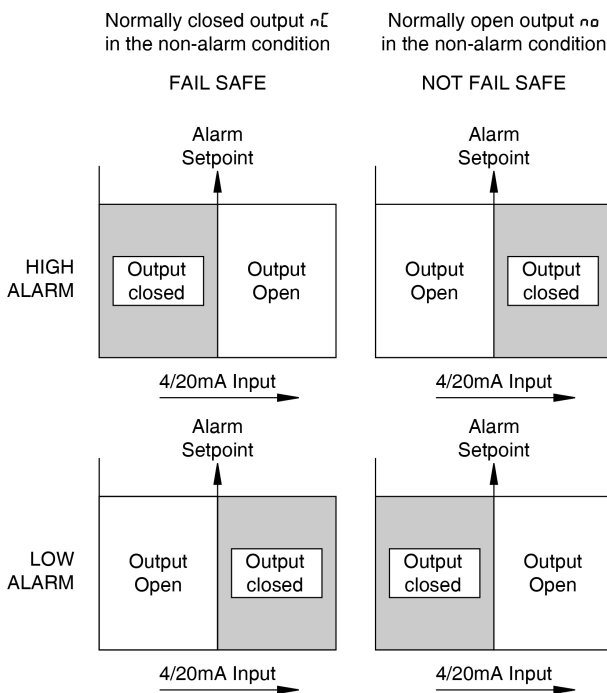 Normally closed output nC
in the non-alarm condition
FAIL SAFE
Normally open output no
in the non-alarm condition
NOT FAIL SAFE
Alarm
Setpoint
Alarm
Setpoint
HIGH
ALARM
Output
closed
Output
Open
Output
Open
Output
closed
4/20mA Input
4/20mA Input
Alarm
Setpoint
Alarm
Setpoint
LOW
ALARM
Output
Open
Output
closed
Output
closed
Output
Open
4/20mA Input
4/20mA Input